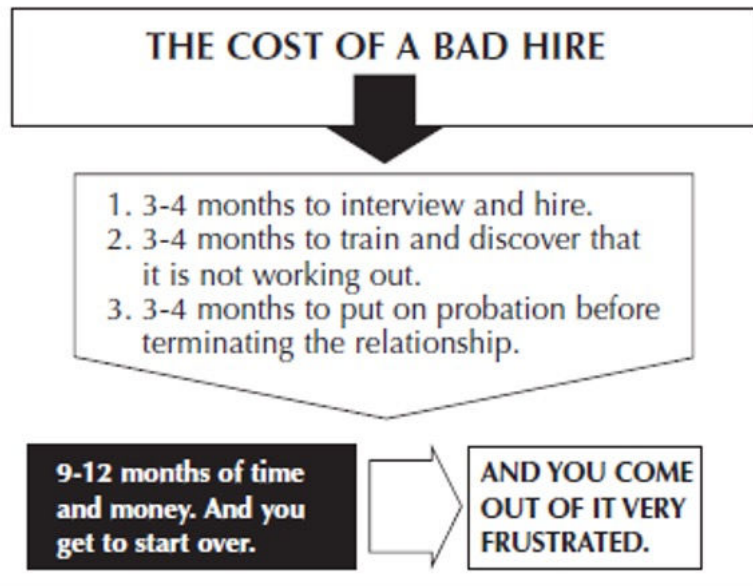 THE COST OF A BAD HIRE
1. 3-4 months to interview and hire.
2. 3-4 months to train and discover that
it is not working out.
3. 3-4 months to put on probation before
terminating the relationship.
9-12 months of time
and money. And you
get to start over.
AND YOU COME
OUT OF IT VERY
FRUSTRATED.